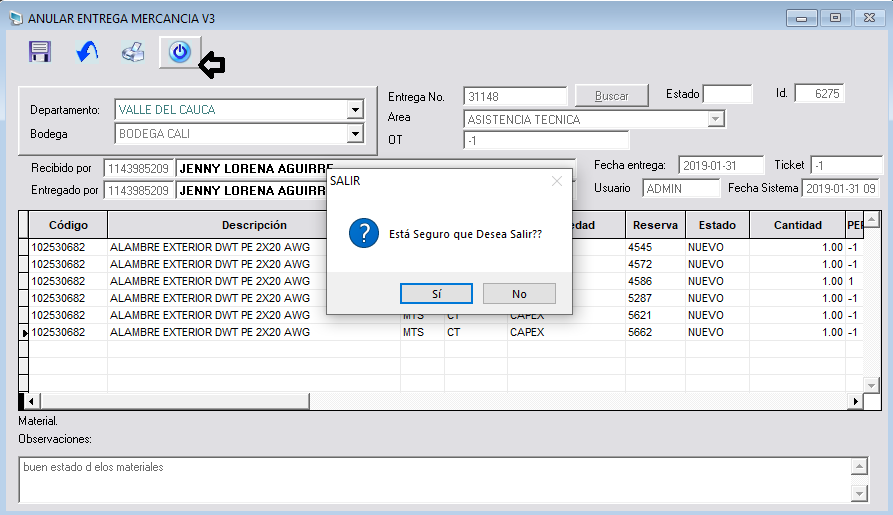 ANULAR ENTREGA MERCANCIA V3
Departamento: VALLE DEL CAUCA
Bodega BODEGA CALI
Entrega No. 31148 Buscar Estado Id. 6275
Area ASISTENCIA TECNICA
OT -1
Recibido por 1143985209 JENNY LORENA AGUIRRE
Fecha entrega: 2019-01-31 Ticket -1
Entregado por 1143985209 JENNY LORENA
Usuario ADMIN Fecha Sistema 2019-01-31 09
SALIR
Está Seguro que Desea Salir??
Sí No
Código Descripción edad Reserva Estado Cantidad PER
102530682 ALAMBRE EXTERIOR DWT PE 2X20 AWG 4545 NUEVO 1.00 -1
102530682 ALAMBRE EXTERIOR DWT PE 2X20 AWG 4572 NUEVO 1.00 -1
102530682 ALAMBRE EXTERIOR DWT PE 2X20 AWG 4586 NUEVO 1.00 1
102530682 ALAMBRE EXTERIOR DWT PE 2X20 AWG 5287 NUEVO 1.00 -1
102530682 ALAMBRE EXTERIOR DWT PE 2X20 AWG MTS CT CAPEX 5621 NUEVO 1.00 -1
102530682 ALAMBRE EXTERIOR DWT PE 2X20 AWG MTS CT CAPEX 5662 NUEVO 1.00 -1
Material.
Observaciones:
buen estado d elos materiales